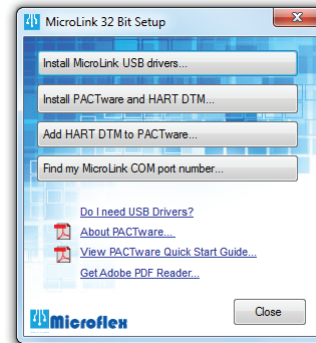 MicroLink 32 Bit Setup
Install MicroLink USB drivers...
Install PACTware and HART DTM...
Add HART DTM to PACTware...
Find my MicroLink COM port number...
Do I need USB Drivers?
About PACTware...
View PACTware Quick Start Guide...
Get Adobe PDF Reader...
Microflex
Close